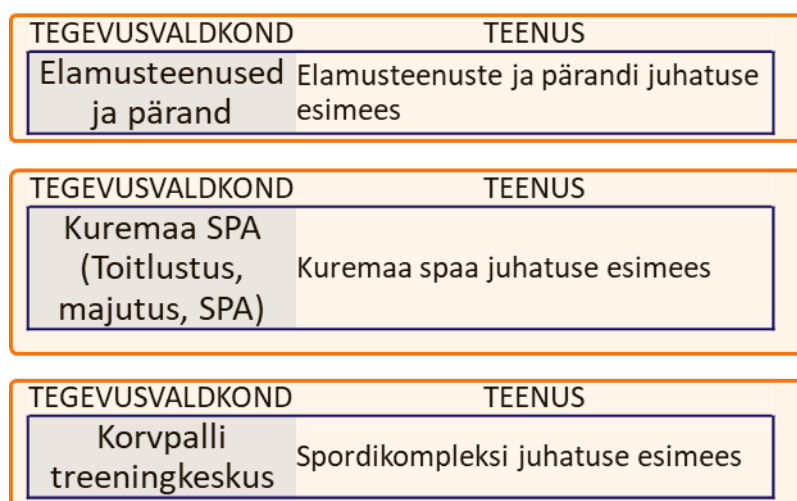 TEGEVUSVALDKOND TEENUS
Elamusteenused
ja pärand
Elamusteenuste ja pärandi juhatuse
esimees
TEGEVUSVALDKOND TEENUS
Kuremaa SPA
(Toitlustus,
majutus, SPA)
Kuremaa spaa juhatuse esimees
TEGEVUSVALDKOND TEENUS
Korvpalli
treeningkeskus
Spordikompleksi juhatuse esimees